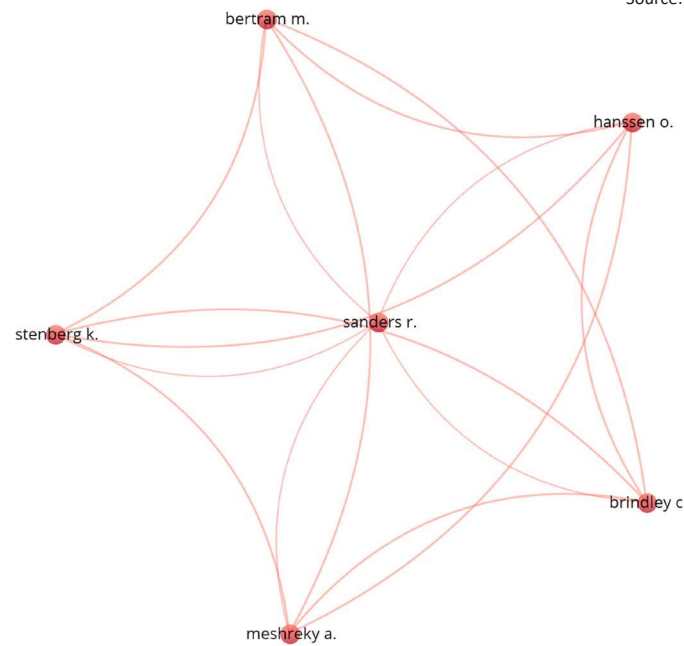 Source:
bertram m.
hanssen o.
sanders r.
stenberg k.
brindley c
meshreky a.